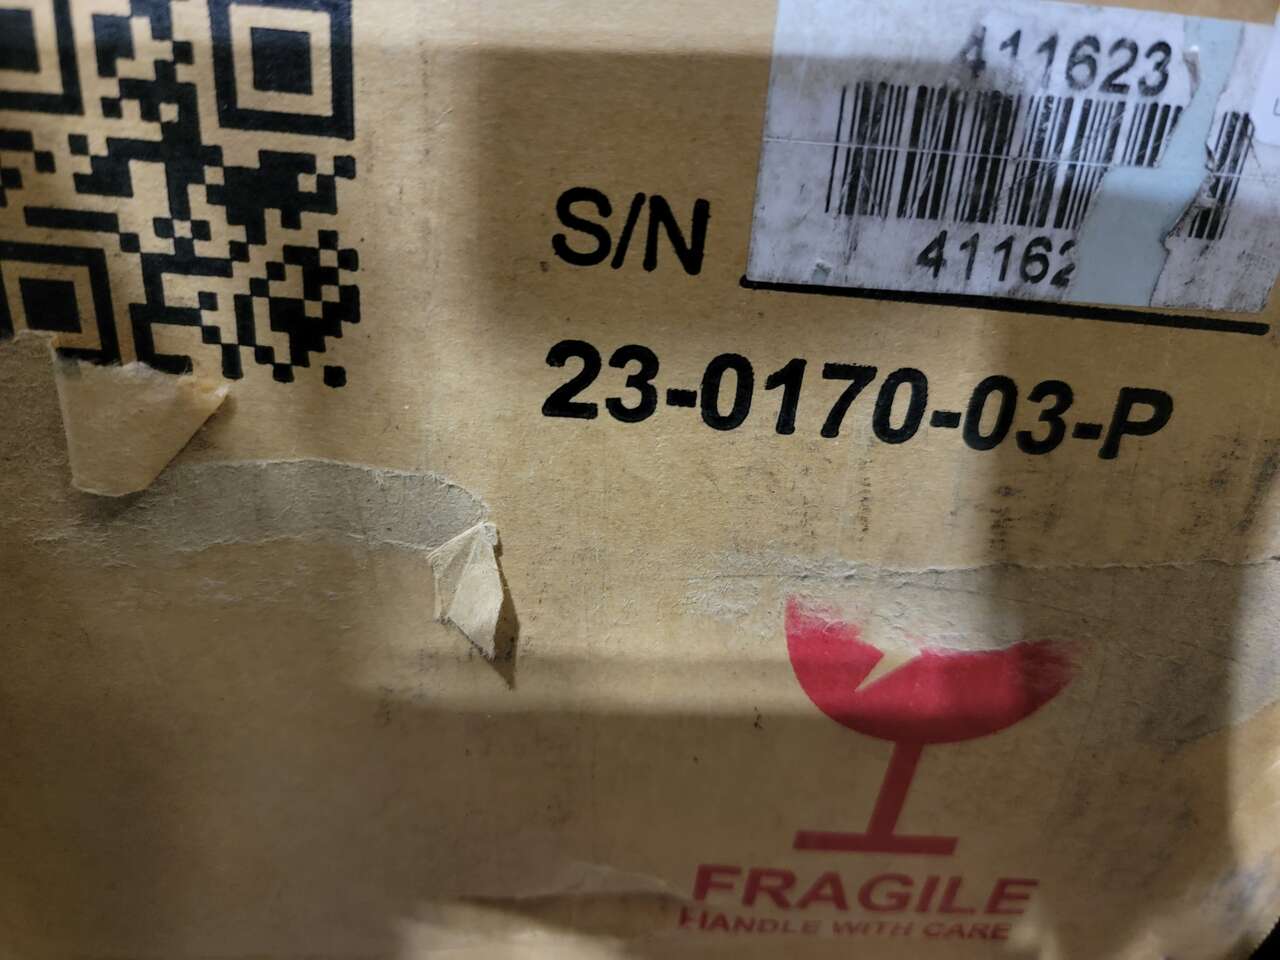 411623
S/N
41162
23-0170-03-P
FRAGILE
HANDLE WITH CARE